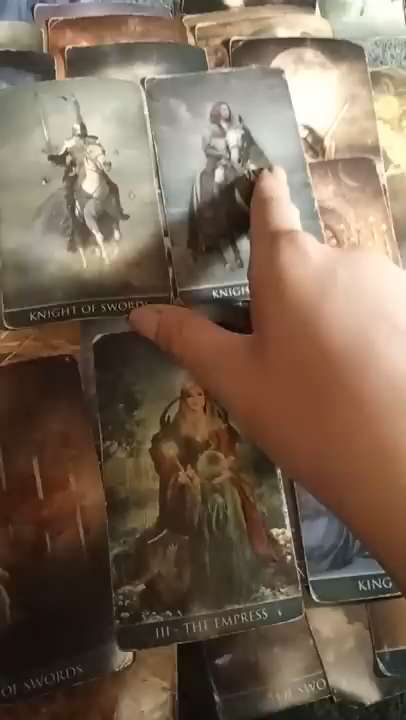 KNIGHT OF SWORDS
KNIGH
III - THE EMPRESS
KING
OF SWORDS